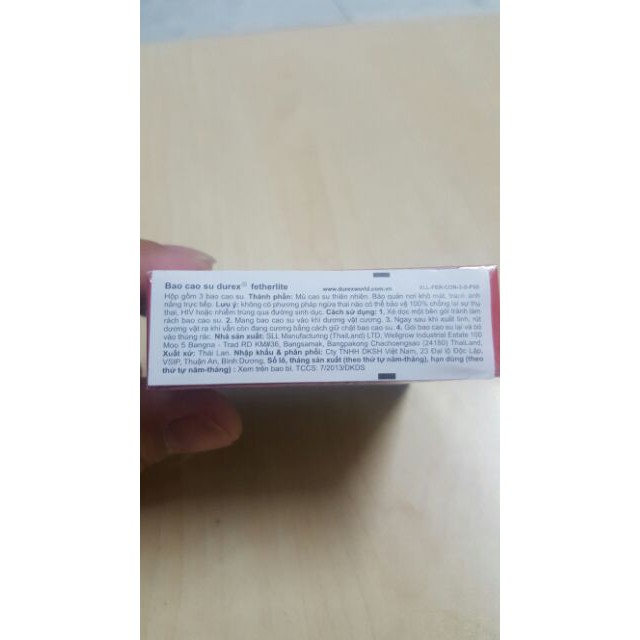 Bao cao su durex® fetherlite www.durexworld.com.vn
Hộp gồm 3 bao cao su. Thành phần: Mủ cao su thiên nhiên. Bảo quản nơi khô mát, tránh ánh
nắng trực tiếp. Lưu ý: không có phương pháp ngừa thai nào có thể bảo vệ 100% chống lại sự thụ
thai, HIV hoặc nhiễm trùng qua đường sinh dục. Cách sử dụng: 1. Xé dọc một bên gói tránh làm
rách bao cao su. 2. Mang bao cao su vào khi dương vật cương. 3. Ngay sau khi xuất tinh, rút
dương vật ra khi vẫn còn đang cương bằng cách giữ chặt bao cao su. 4. Gói bao cao su lại và bỏ
vào thùng rác. Nhà sản xuất: SLL Manufacturing (ThaiLand) LTD, Wellgrow Industrial Estate 100
Moo 5 Bangna - Trad RD KM#36, Bangsamak, Bangpakong Chachoengsao (24180) ThaiLand,
Xuất xứ: Thái Lan. Nhập khẩu & phân phối: Cty TNHH DKSH Việt Nam, 23 Đại lộ Độc Lập,
VSIP, Thuận An, Bình Dương, Số lô, tháng sản xuất (theo thứ tự năm-tháng), hạn dùng (theo
thứ tự năm-tháng) : Xem trên bao bì. TCCS: 7/2013/DKDS